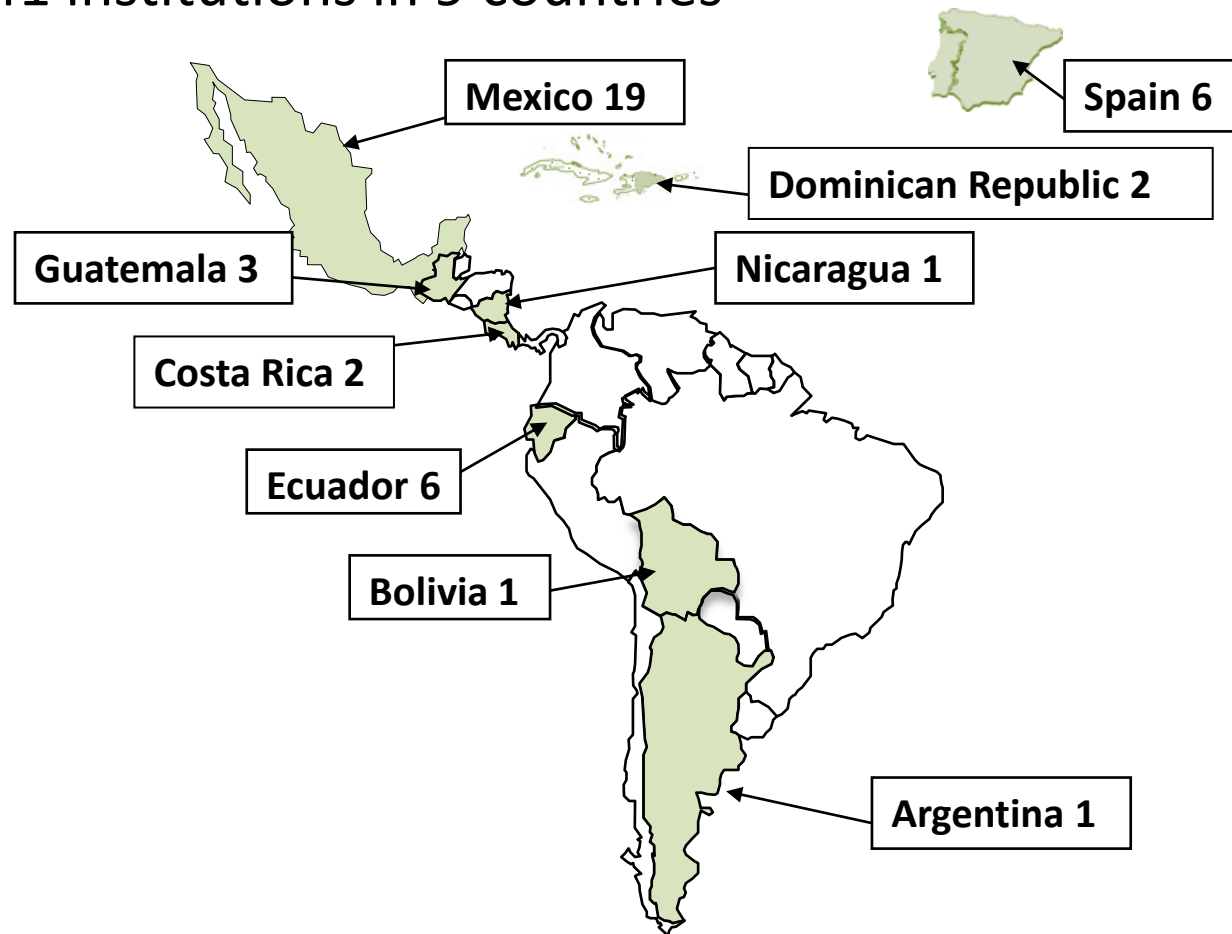 institutions in 9 countries
Mexico 19
Spain 6
Dominican Republic 2
Guatemala 3
Nicaragua 1
Costa Rica 2
Ecuador 6
Bolivia 1
Argentina 1